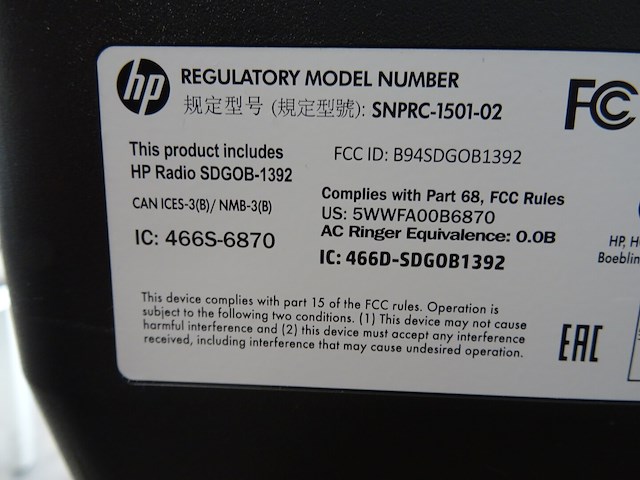 hp
REGULATORY MODEL NUMBER
规定型号 (規定型號): SNPRC-1501-02
FC
This product includes
HP Radio SDGOB-1392
FCC ID: B94SDGOB1392
CAN ICES-3(B)/ NMB-3(B)
IC: 466S-6870
Complies with Part 68, FCC Rules
US: 5WWFA00B6870
AC Ringer Equivalence: 0.0B
IC: 466D-SDGOB1392
HP, H
Boeblin
This device complies with part 15 of the FCC rules. Operation is
subject to the following two conditions. (1) This device may not cause
harmful interference and (2) this device must accept any interference
received, including interference that may cause undesired operation.
EAC